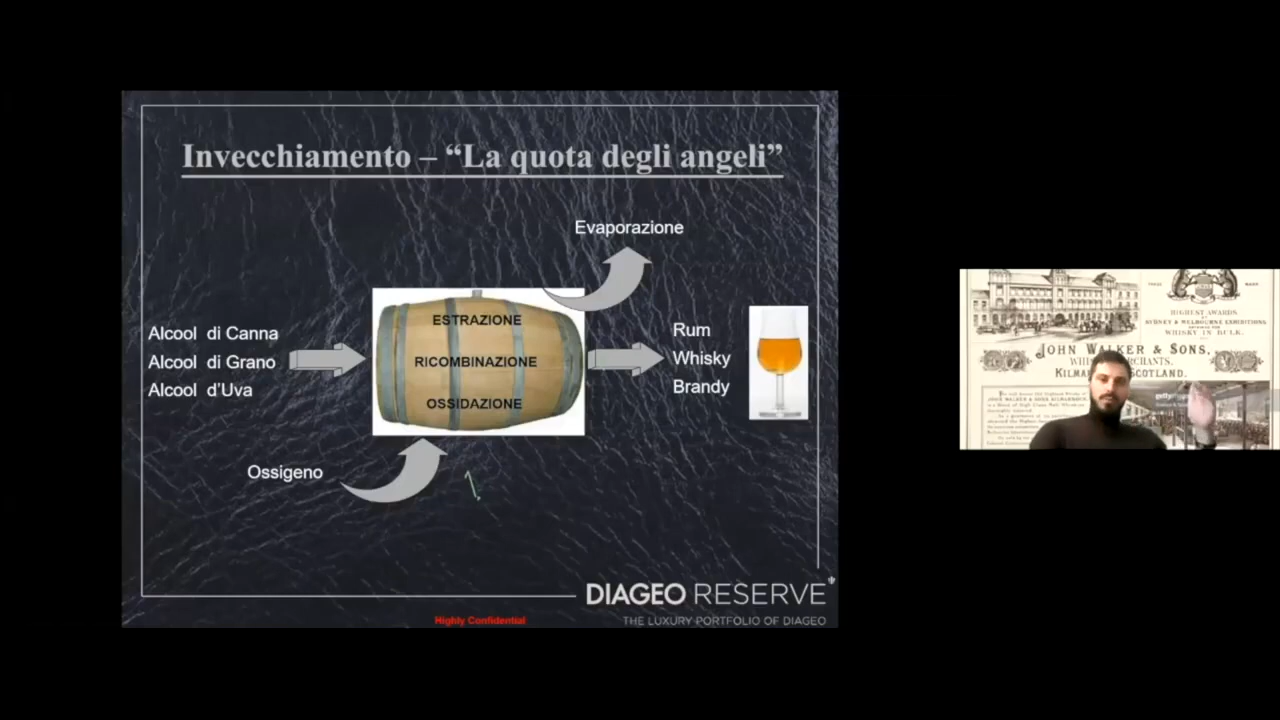 Invecchiamento – “La quota degli angeli”
Evaporazione
Alcool di Canna
Alcool di Grano
Alcool d’Uva
ESTRAZIONE
RICOMBINAZIONE
OSSIDAZIONE
Rum
Whisky
Brandy
Ossigeno
DIAGEO RESERVE
THE LUXURY PORTFOLIO OF DIAGEO
Highly Confidential
TRADE
MARK
HIGHEST AWARDS
SYDNEY & MELBOURNE EXHIBITIONS
WHISKY IN BULK.
JOHN WALKER & SONS,
KILMA SCOTLAND.